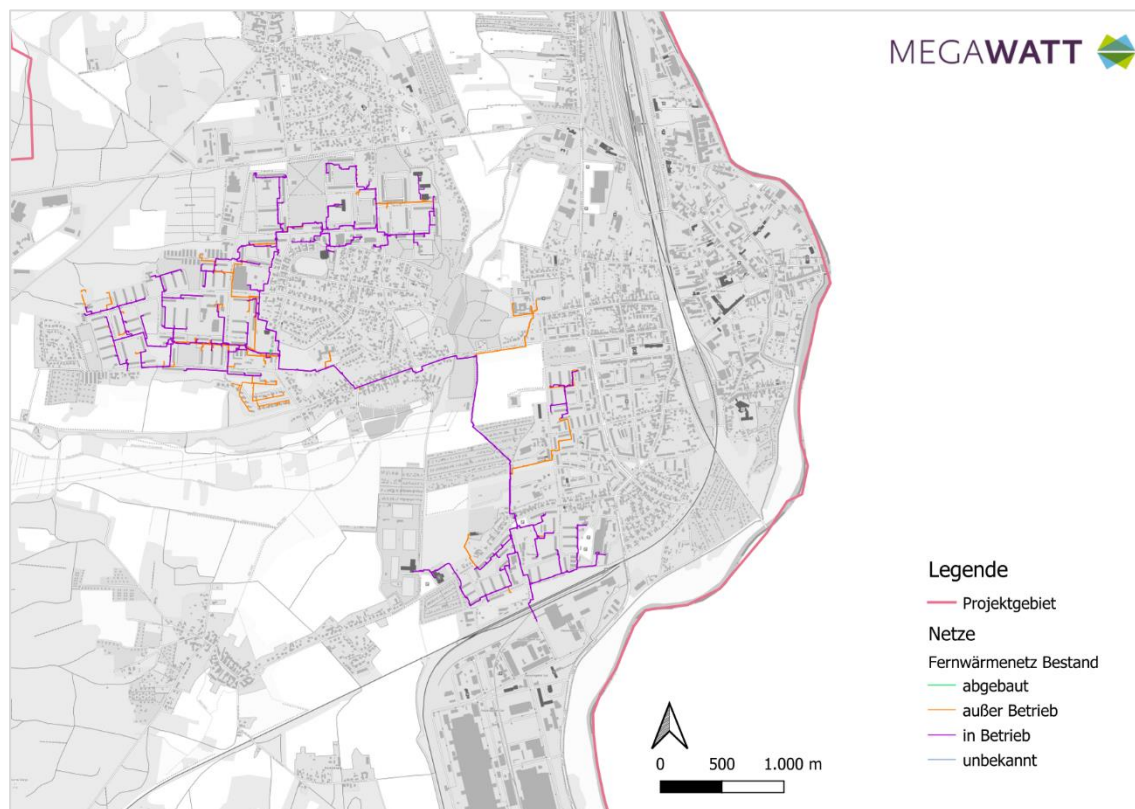 MEGAWATT
Legende
Projektgebiet
Netze
Fernwärmenetz Bestand
abgebaut
außer Betrieb
in Betrieb
unbekannt
0 500 1.000 m